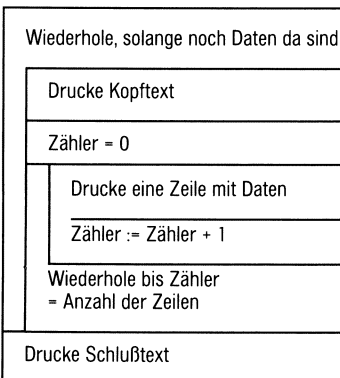 Wiederhole, solange noch Daten da sind
Drucke Kopftext
Zähler = 0
Drucke eine Zeile mit Daten
Zähler := Zähler + 1
Wiederhole bis Zähler
= Anzahl der Zeilen
Drucke Schlußtext